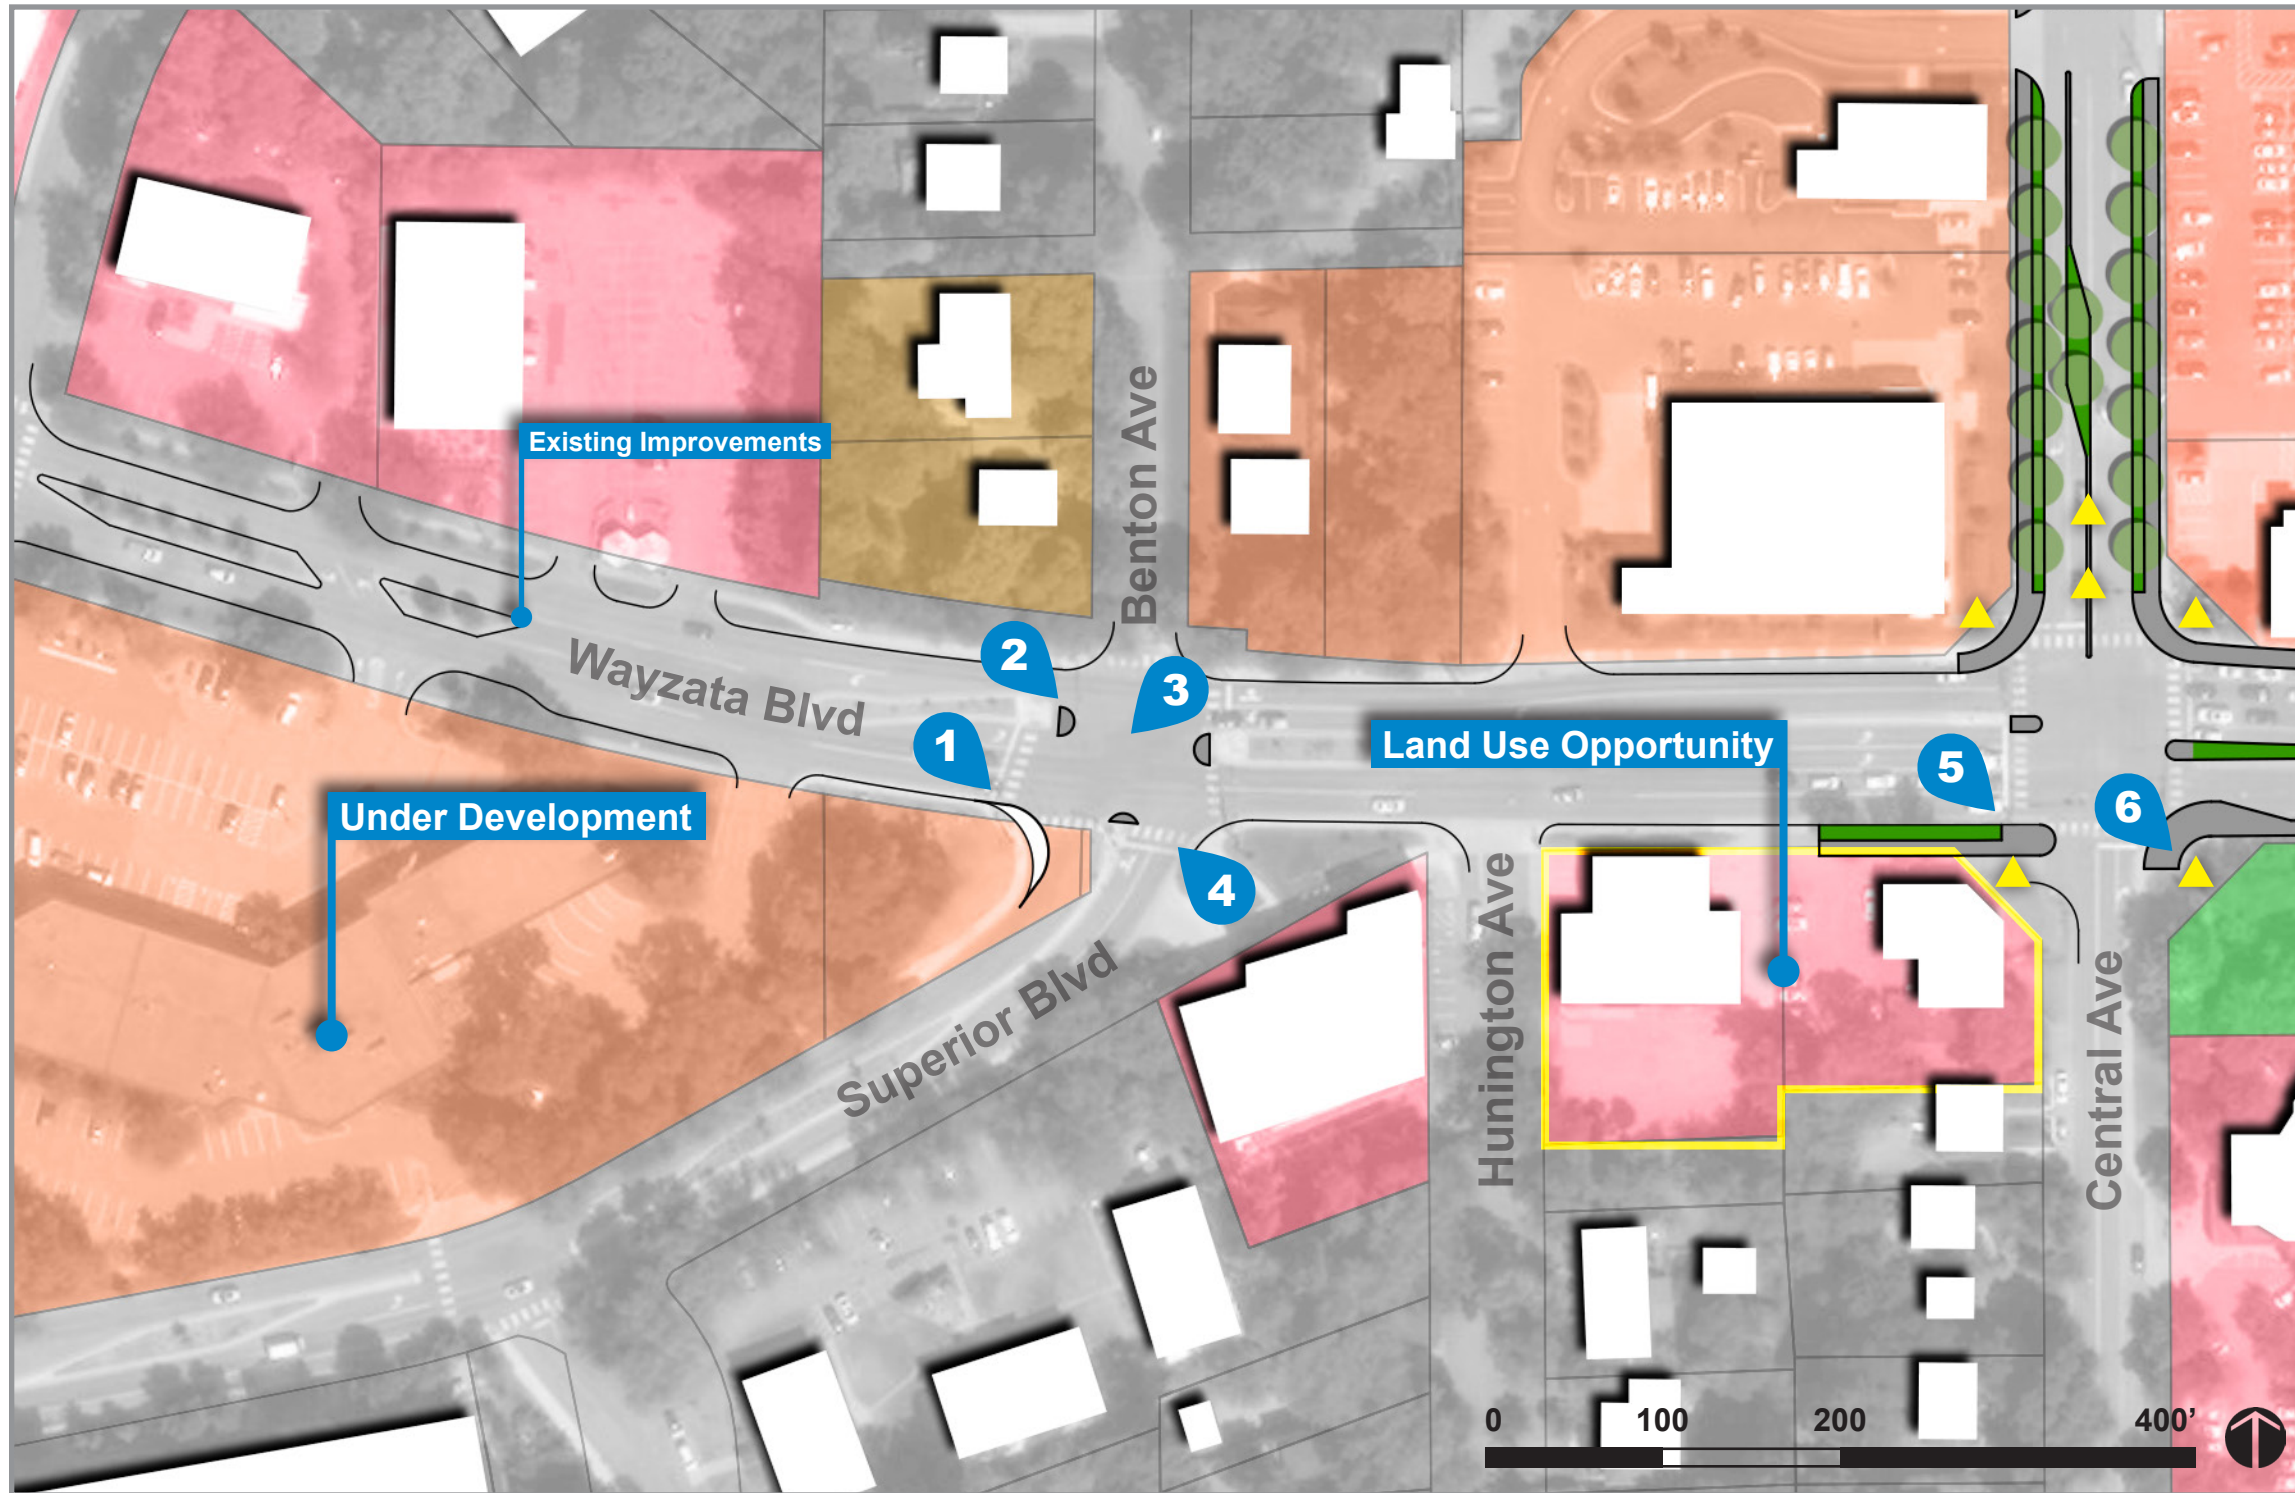 Existing Improvements
Benton Ave
2
3
Wayzata Blvd
1
Land Use Opportunity
5
6
Under Development
4
Hunington Ave
Superior Blvd
Central Ave
0 100 200 400’